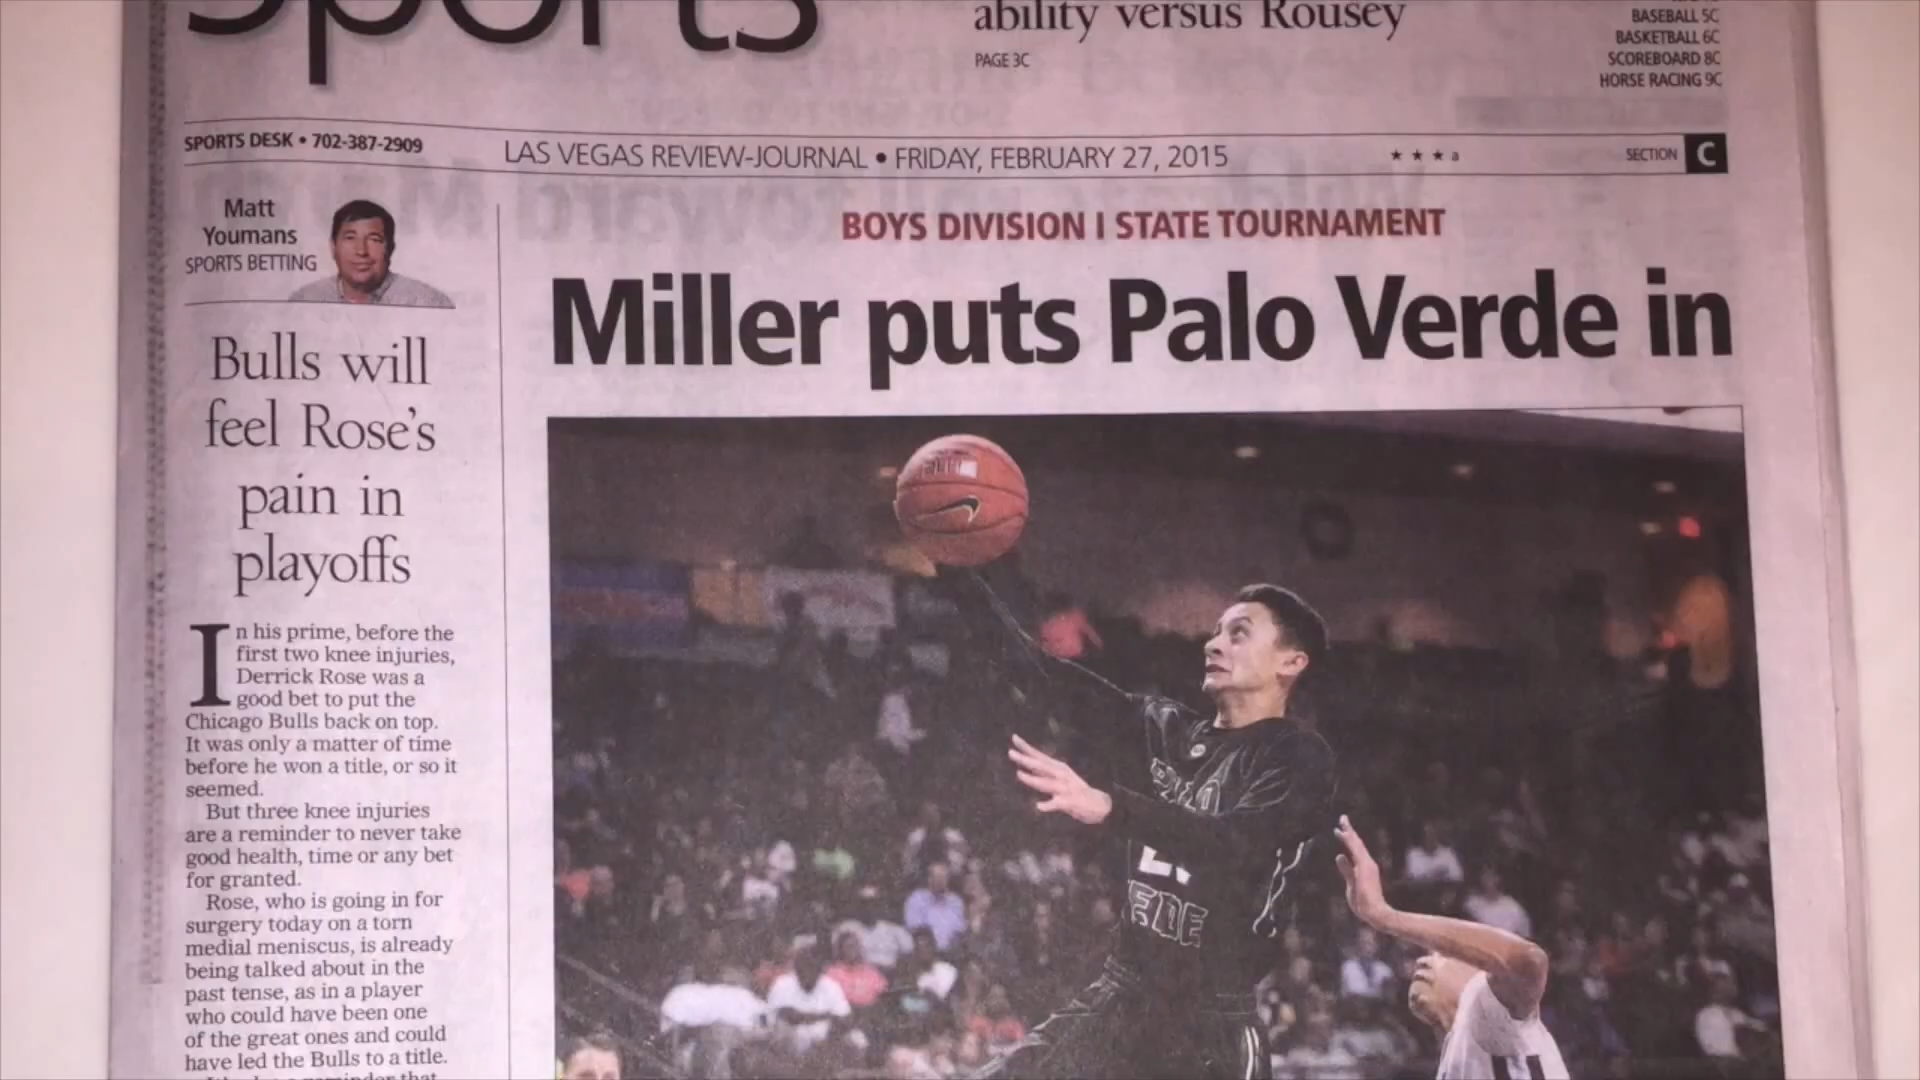 Sports
ability versus Rousey
PAGE 3C
BASEBALL 5C
BASKETBALL 6C
SCOREBOARD 8C
HORSE RACING 9C
SPORTS DESK • 702-387-2909
LAS VEGAS REVIEW-JOURNAL • FRIDAY, FEBRUARY 27, 2015
★ ★ ★ a
SECTION C
Matt
Youmans
SPORTS BETTING
Bulls will
feel Rose's
pain in
playoffs
In his prime, before the
first two knee injuries,
Derrick Rose was a
good bet to put the
Chicago Bulls back on top.
It was only a matter of time
before he won a title, or so it
seemed.
But three knee injuries
are a reminder to never take
good health, time or any bet
for granted.
Rose, who is going in for
surgery today on a torn
medial meniscus, is already
being talked about in the
past tense, as in a player
who could have been one
of the great ones and could
have led the Bulls to a title.
BOYS DIVISION I STATE TOURNAMENT
Miller puts Palo Verde in
PALO